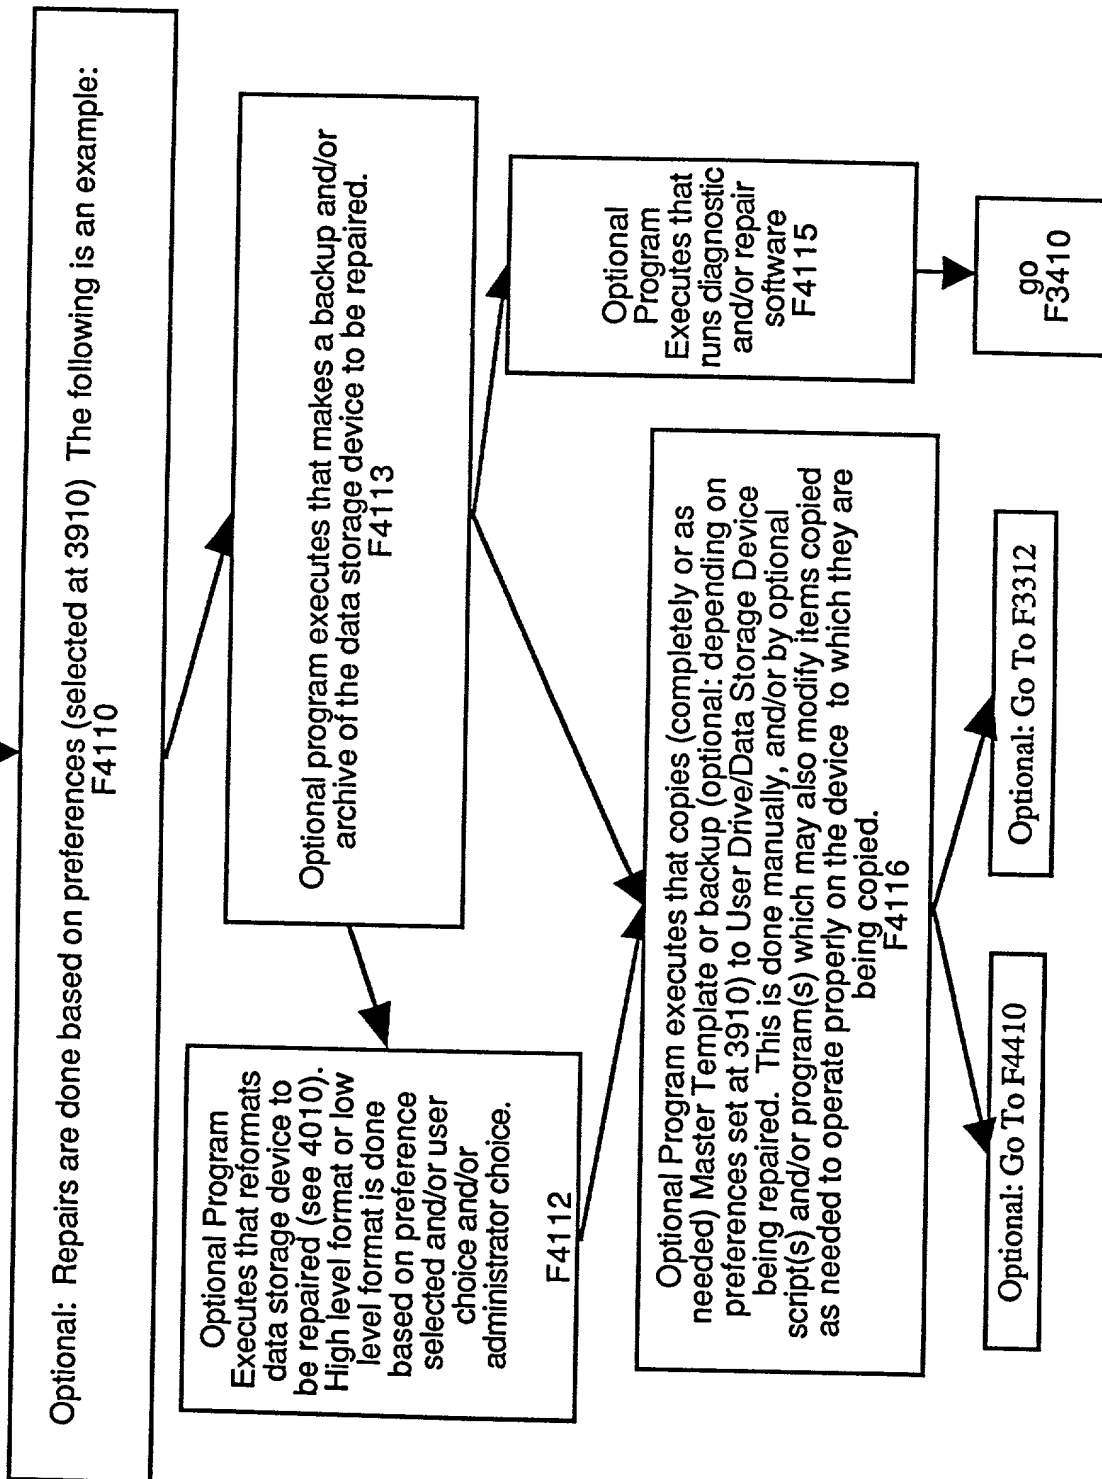 Optional:  Repairs are done based on preferences (selected at 3910)  The following is an example:
F4110
Optional program executes that makes a backup and/or
archive of the data storage device to be repaired.
F4113
Optional Program
Executes that reformats
data storage device to
be repaired (see 4010).
High level format or low
level format is done
based on preference
selected and/or user
choice and/or
administrator choice.
F4112
Optional
Program
Executes that
runs diagnostic
and/or repair
software
F4115
Optional Program executes that copies (completely or as
needed) Master Template or backup (optional: depending on
preferences set at 3910) to User Drive/Data Storage Device
being repaired.  This is done manually, and/or by optional
script(s) and/or program(s) which may also modify items copied
as needed to operate properly on the device  to which they are
being copied.
F4116
go
F3410
Optional: Go To F4410
Optional: Go To F3312